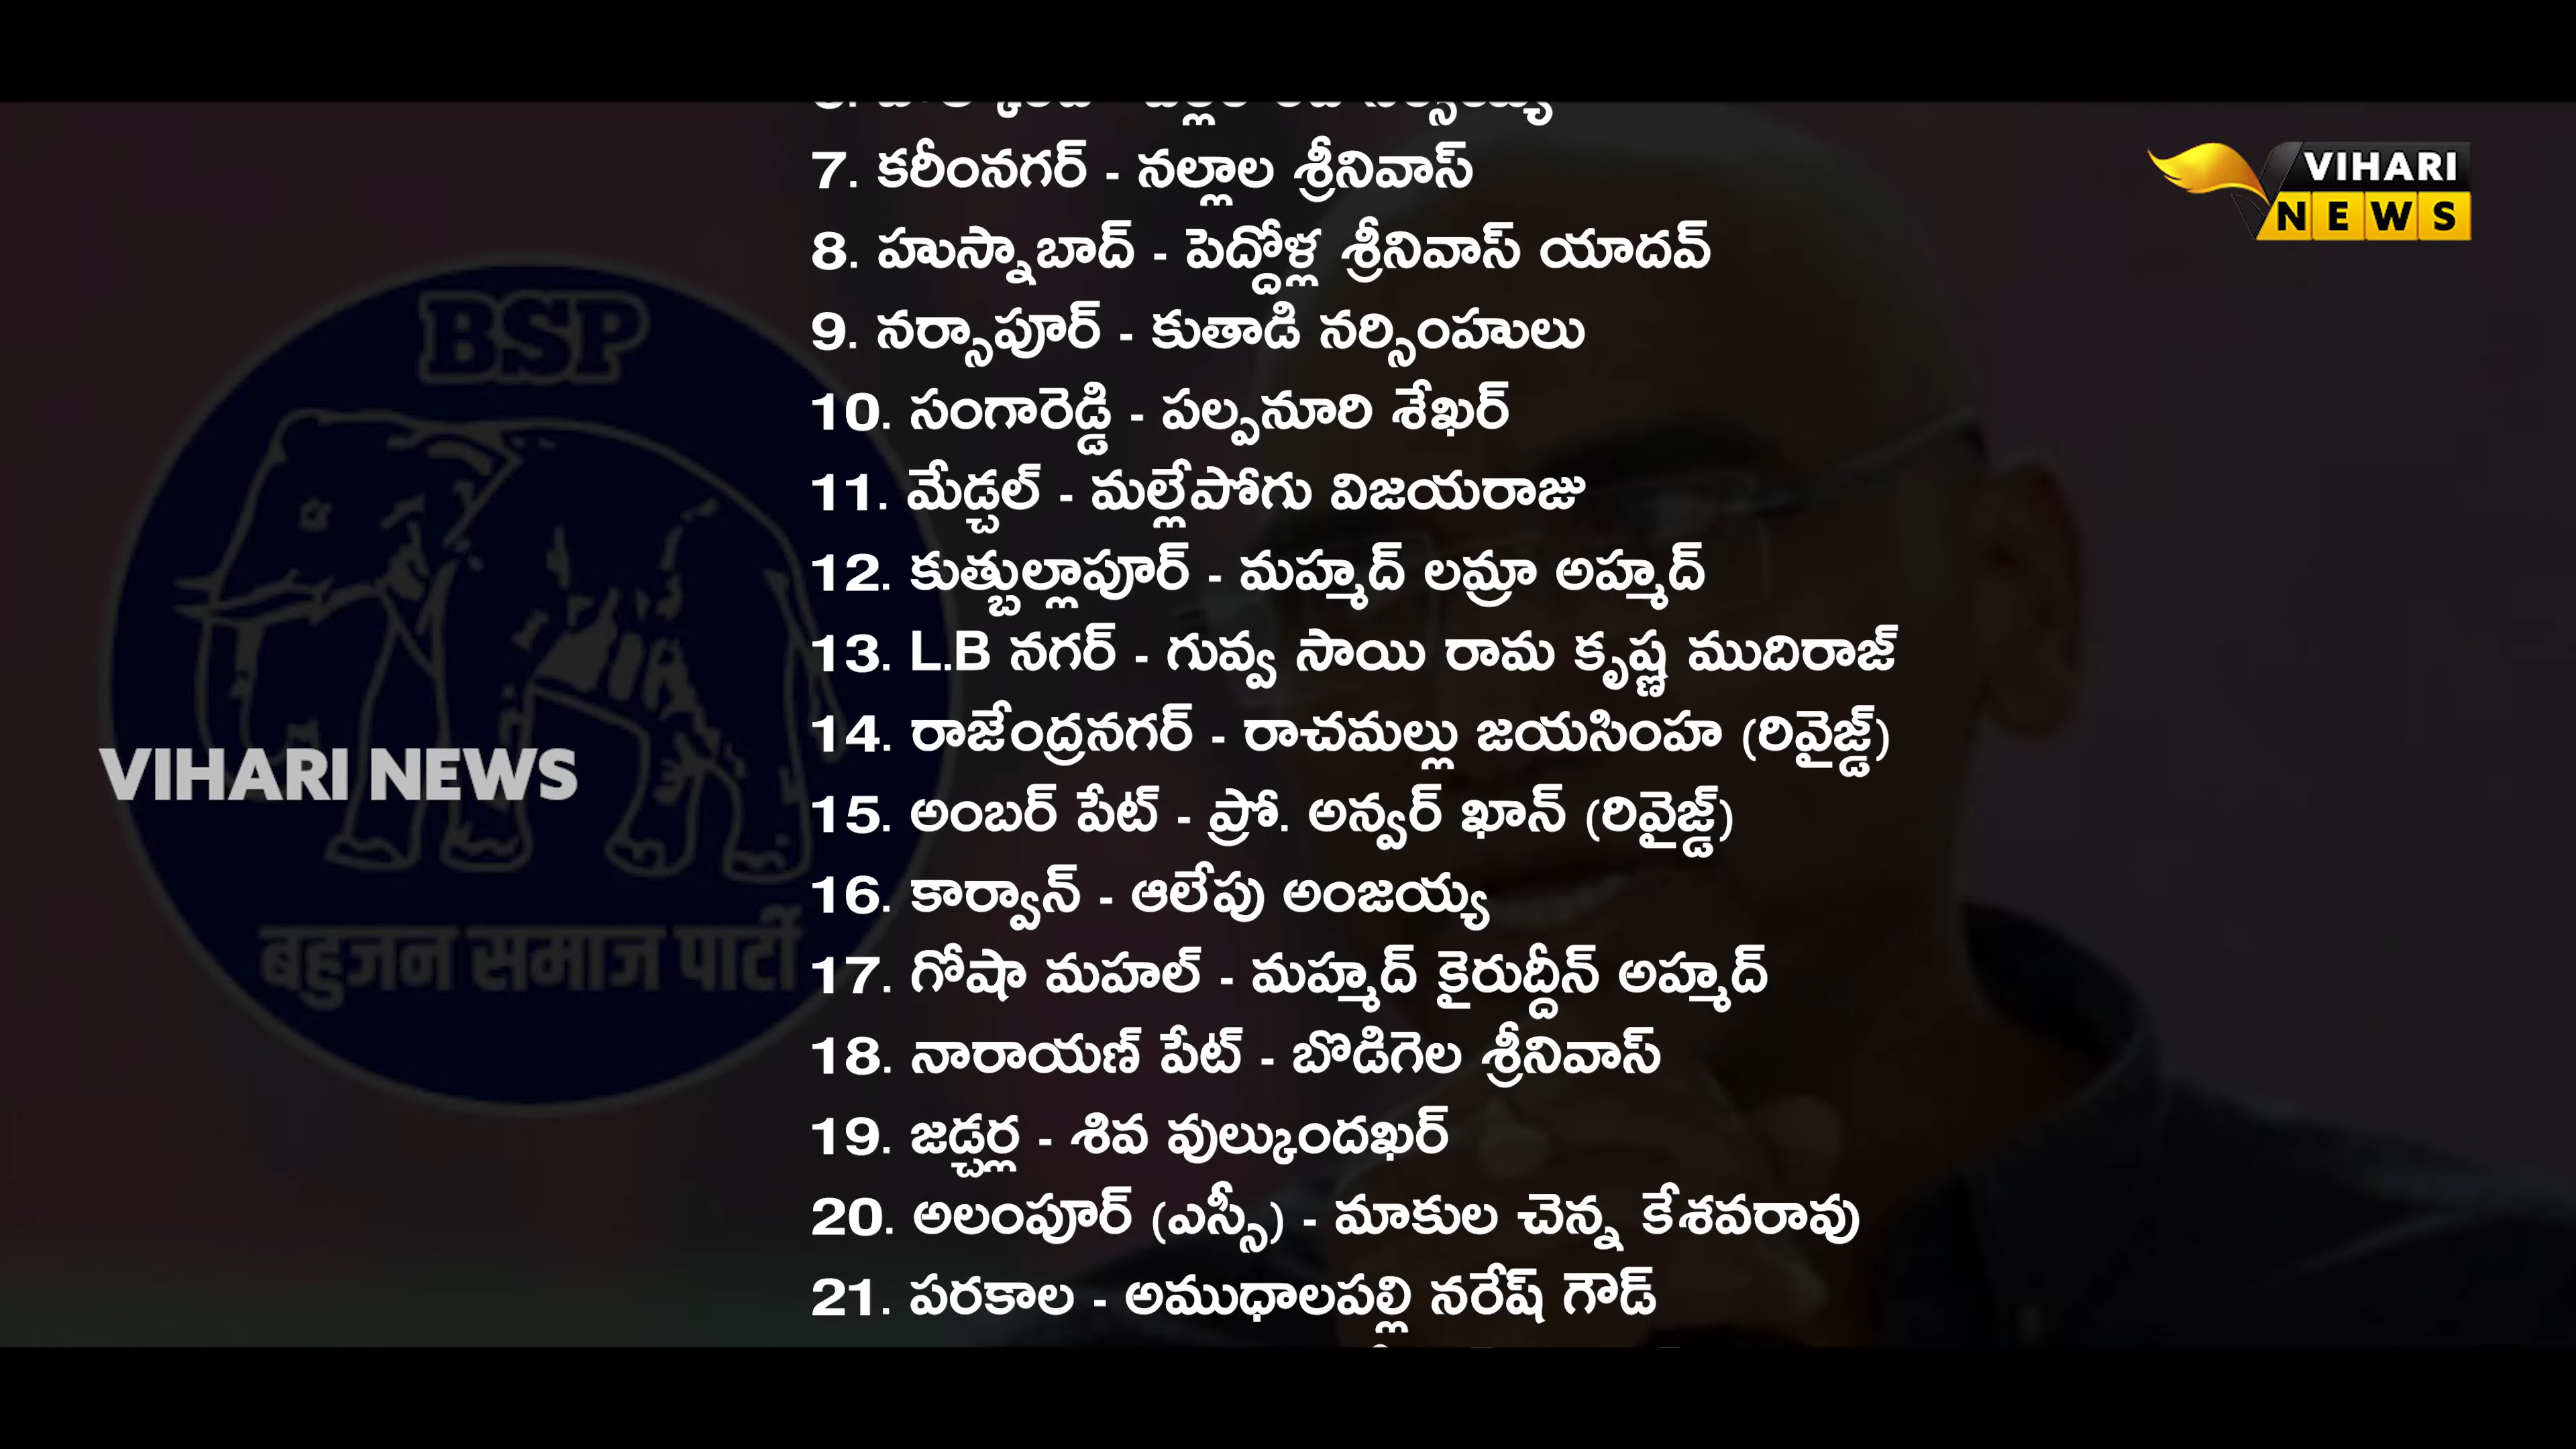 VIHARI
NEWS
7. కరీంనగర్ - నల్లాల శ్రీనివాస్
8. హుస్నాబాద్ - పెద్దోళ్ల శ్రీనివాస్ యాదవ్
9. నర్సాపూర్ - కుతాడి నర్సింహులు
10. సంగారెడ్డి - పల్పనూరి శేఖర్
11. మేడ్చల్ - మల్లేపోగు విజయరాజు
12. కుత్బుల్లాపూర్ - మహ్మద్ లమ్రా అహ్మద్
13. L.B నగర్ - గువ్వ సాయి రామ కృష్ణ ముదిరాజ్
14. రాజేంద్రనగర్ - రాచమల్లు జయసింహ (రివైజ్డ్)
15. అంబర్ పేట్ - ప్రో. అన్వర్ ఖాన్ (రివైజ్డ్)
16. కార్వాన్ - ఆలేపు అంజయ్య
17. గోషా మహల్ - మహ్మద్ కైరుద్దీన్ అహ్మద్
18. నారాయణ్ పేట్ - బొడిగెల శ్రీనివాస్
19. జడ్చర్ల - శివ వుల్కుందఖర్
20. అలంపూర్ (ఎస్సీ) - మాకుల చెన్న కేశవరావు
21. పరకాల - అముధాలపల్లి నరేష్ గౌడ్
BSP
VIHARI NEWS
बहुजन समाज पार्टी